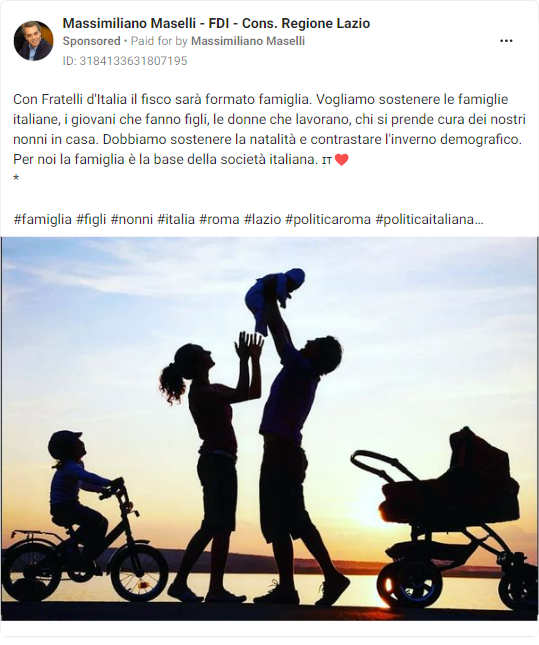 Massimiliano Maselli - FDI - Cons. Regione Lazio
Sponsored • Paid for by Massimiliano Maselli
ID: 3184133631807195
Con Fratelli d'Italia il fisco sarà formato famiglia. Vogliamo sostenere le famiglie
italiane, i giovani che fanno figli, le donne che lavorano, chi si prende cura dei nostri
nonni in casa. Dobbiamo sostenere la natalità e contrastare l'inverno demografico.
Per noi la famiglia è la base della società italiana. IT❤️
*
#famiglia #figli #nonni #italia #roma #lazio #politicaroma #politicaitaliana...